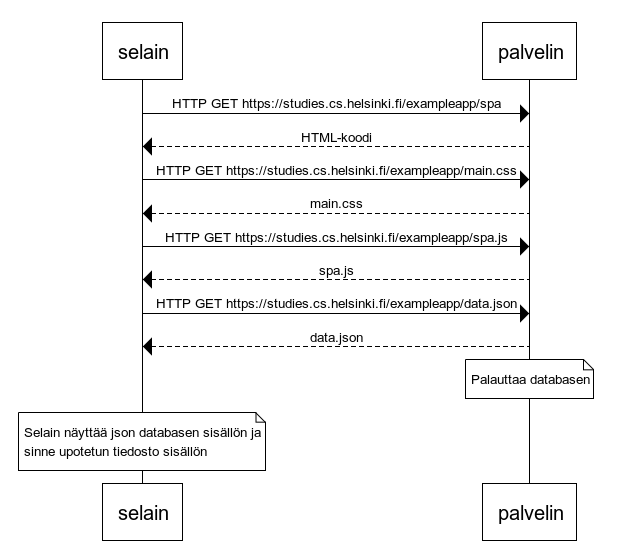 selain
palvelin
HTTP GET https://studies.cs.helsinki.fi/exampleapp/spa
HTML-koodi
HTTP GET https://studies.cs.helsinki.fi/exampleapp/main.css
main.css
HTTP GET https://studies.cs.helsinki.fi/exampleapp/spa.js
spa.js
HTTP GET https://studies.cs.helsinki.fi/exampleapp/data.json
data.json
Palauttaa databasen
Selain näyttää json databasen sisällön ja
sinne upotetun tiedosto sisällön
selain
palvelin